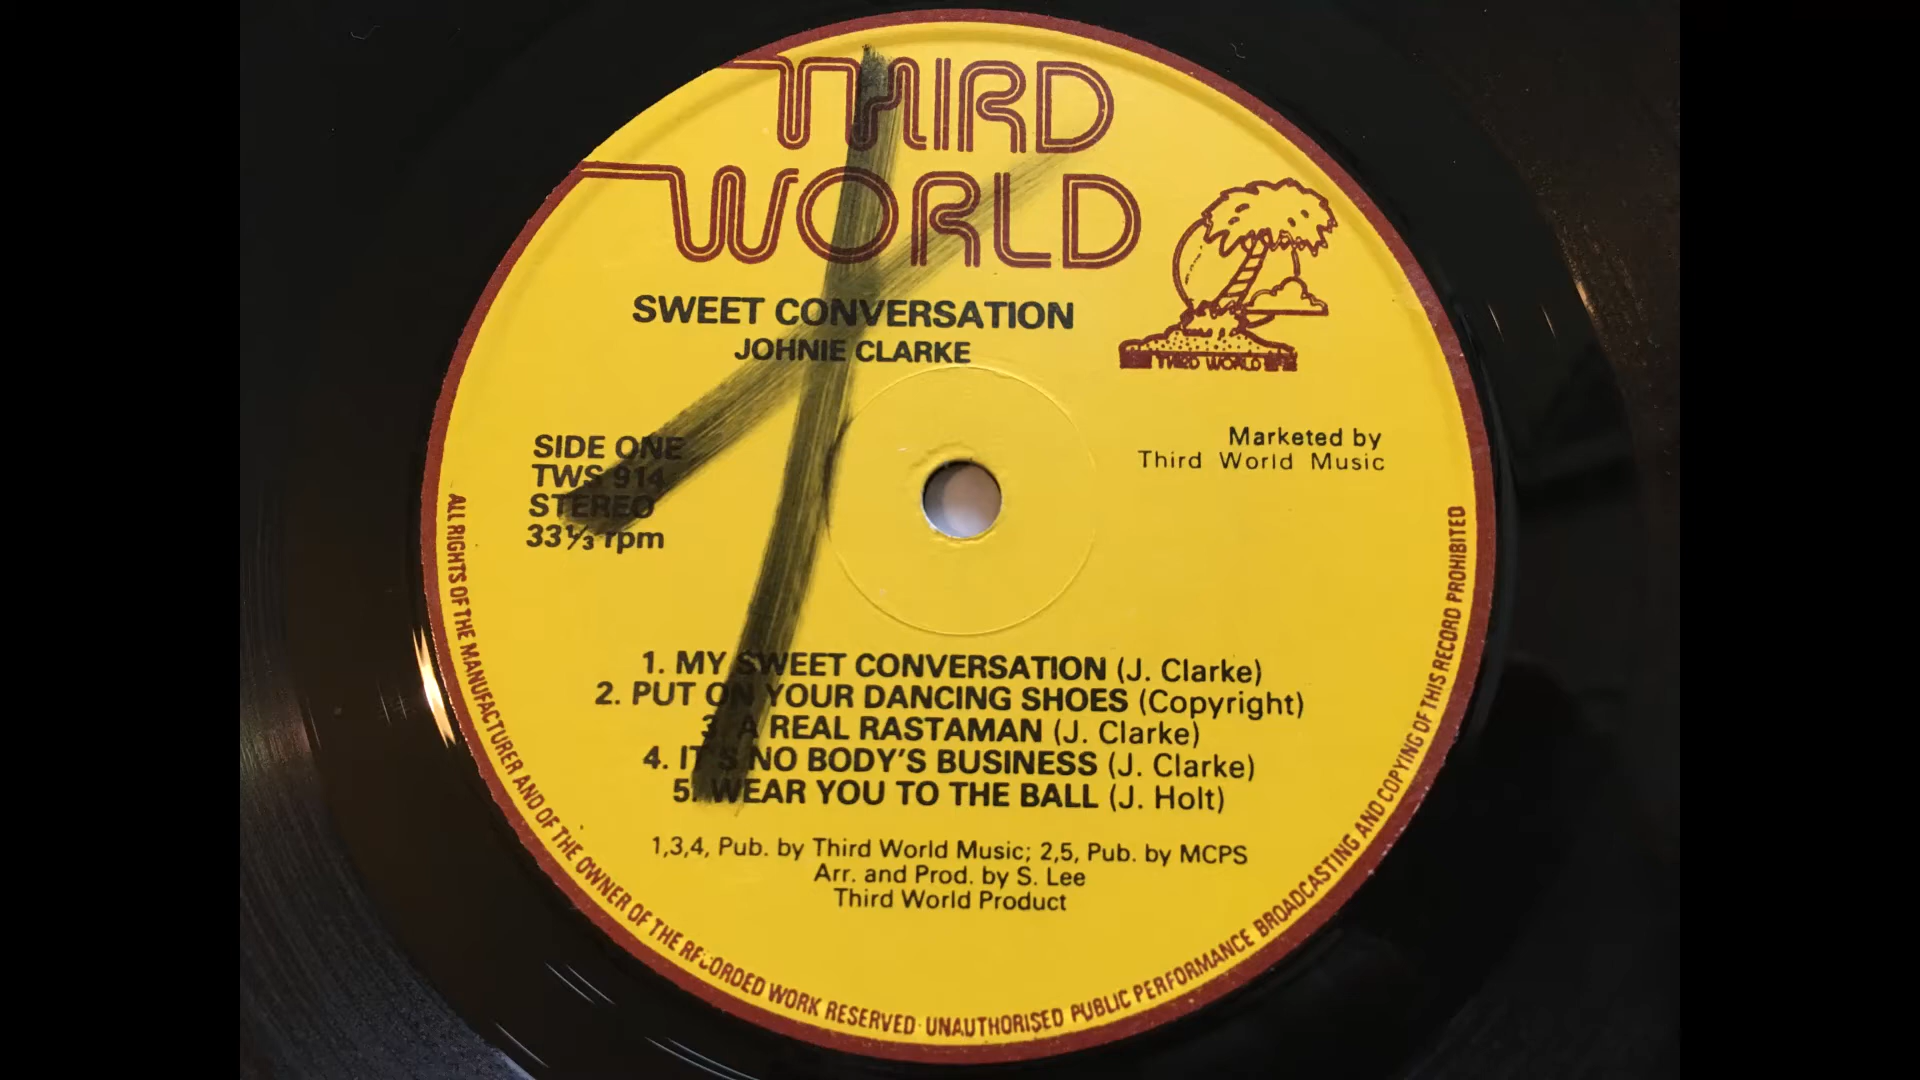 THIRD
WORLD
SWEET CONVERSATION
JOHNIE CLARKE
THIRD WORLD
SIDE ONE
TWS 914
STEREO
33⅓ rpm
Marketed by
Third World Music
1. MY SWEET CONVERSATION (J. Clarke)
2. PUT ON YOUR DANCING SHOES (Copyright)
3. A REAL RASTAMAN (J. Clarke)
4. IT'S NO BODY'S BUSINESS (J. Clarke)
5. WEAR YOU TO THE BALL (J. Holt)
1,3,4, Pub. by Third World Music; 2,5, Pub. by MCPS
Arr. and Prod. by S. Lee
Third World Product
ALL RIGHTS OF THE MANUFACTURER AND OF THE OWNER OF THE RECORDED WORK RESERVED · UNAUTHORISED PUBLIC PERFORMANCE BROADCASTING AND COPYING OF THIS RECORD PROHIBITED